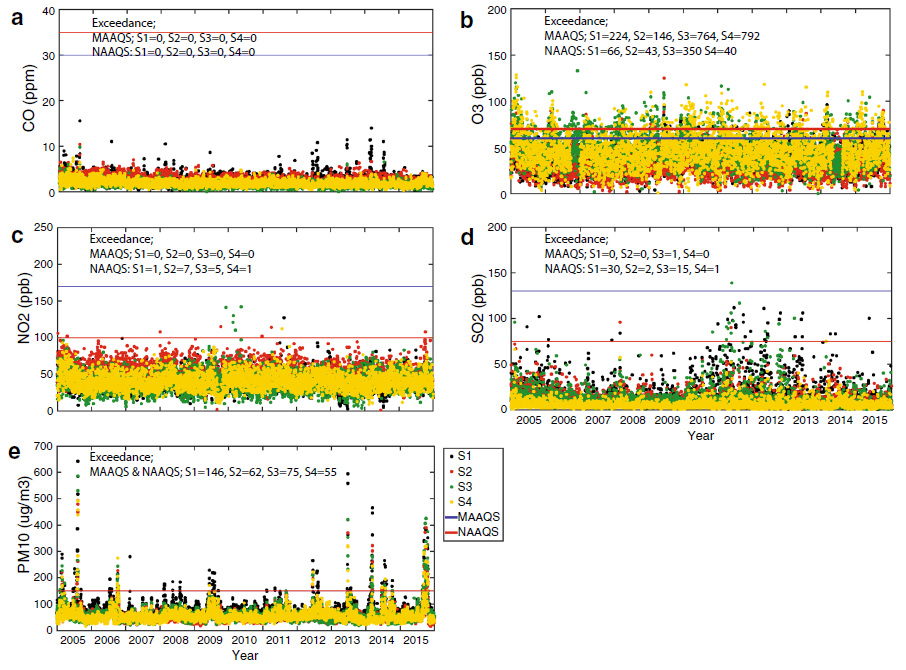 a
CO (ppm)
40
30
20
10
0
Exceedance;
MAAQS; S1=0, S2=0, S3=0, S4=0
NAAQS: S1=0, S2=0, S3=0, S4=0
b
O3 (ppb)
200
150
100
50
0
Exceedance;
MAAQS; S1=224, S2=146, S3=764, S4=792
NAAQS: S1=66, S2=43, S3=350 S4=40
c
NO2 (ppb)
250
200
150
100
50
0
Exceedance;
MAAQS; S1=0, S2=0, S3=0, S4=0
NAAQS: S1=1, S2=7, S3=5, S4=1
d
SO2 (ppb)
200
150
100
50
0
Exceedance;
MAAQS: S1=0, S2=0, S3=1, S4=0
NAAQS: S1=30, S2=2, S3=15, S4=1
2005 2006 2007 2008 2009 2010 2011 2012 2013 2014 2015
Year
e
PM10 (ug/m3)
700
600
500
400
300
200
100
0
Exceedance;
MAAQS & NAAQS; S1=146, S2=62, S3=75, S4=55
2005 2006 2007 2008 2009 2010 2011 2012 2013 2014 2015
Year
S1
S2
S3
S4
MAAQS
NAAQS